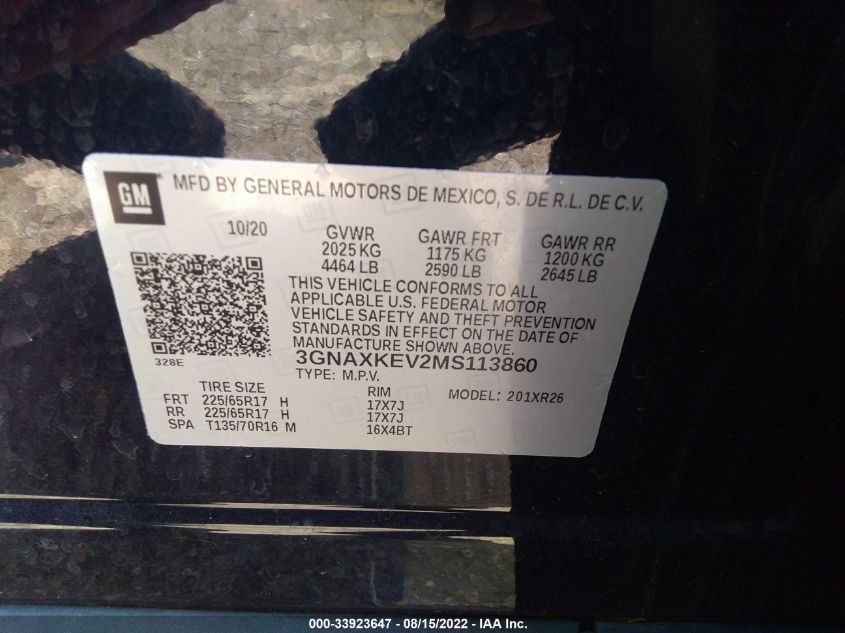 GM
MFD BY GENERAL MOTORS DE MEXICO, S. DE R.L. DE C.V.
10/20
GVWR GAWR FRT GAWR RR
2025 KG 1175 KG 1200 KG
4464 LB 2590 LB 2645 LB
THIS VEHICLE CONFORMS TO ALL
APPLICABLE U.S. FEDERAL MOTOR
VEHICLE SAFETY AND THEFT PREVENTION
STANDARDS IN EFFECT ON THE DATE OF
MANUFACTURE SHOWN ABOVE.
328E
3GNAXKEV2MS113860
TYPE: M.P.V.
TIRE SIZE RIM MODEL: 201XR26
FRT 225/65R17 H 17X7J
RR 225/65R17 H 17X7J
SPA T135/70R16 M 16X4BT
000-33923647 - 08/15/2022 - IAA Inc.